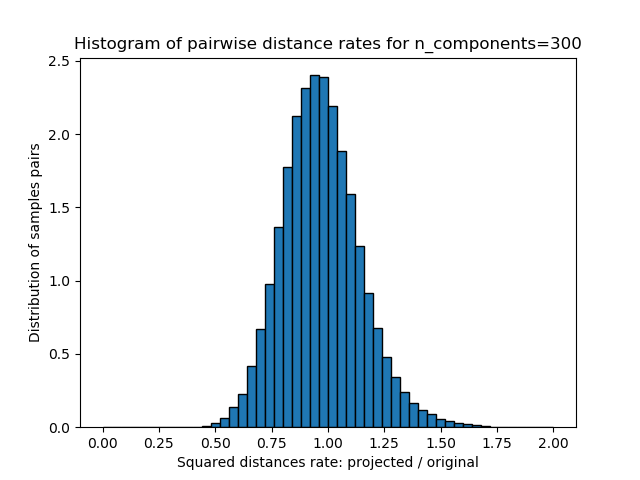 Histogram of pairwise distance rates for n_components=300
Distribution of samples pairs
2.5
2.0
1.5
1.0
0.5
0.0
0.00 0.25 0.50 0.75 1.00 1.25 1.50 1.75 2.00
Squared distances rate: projected / original